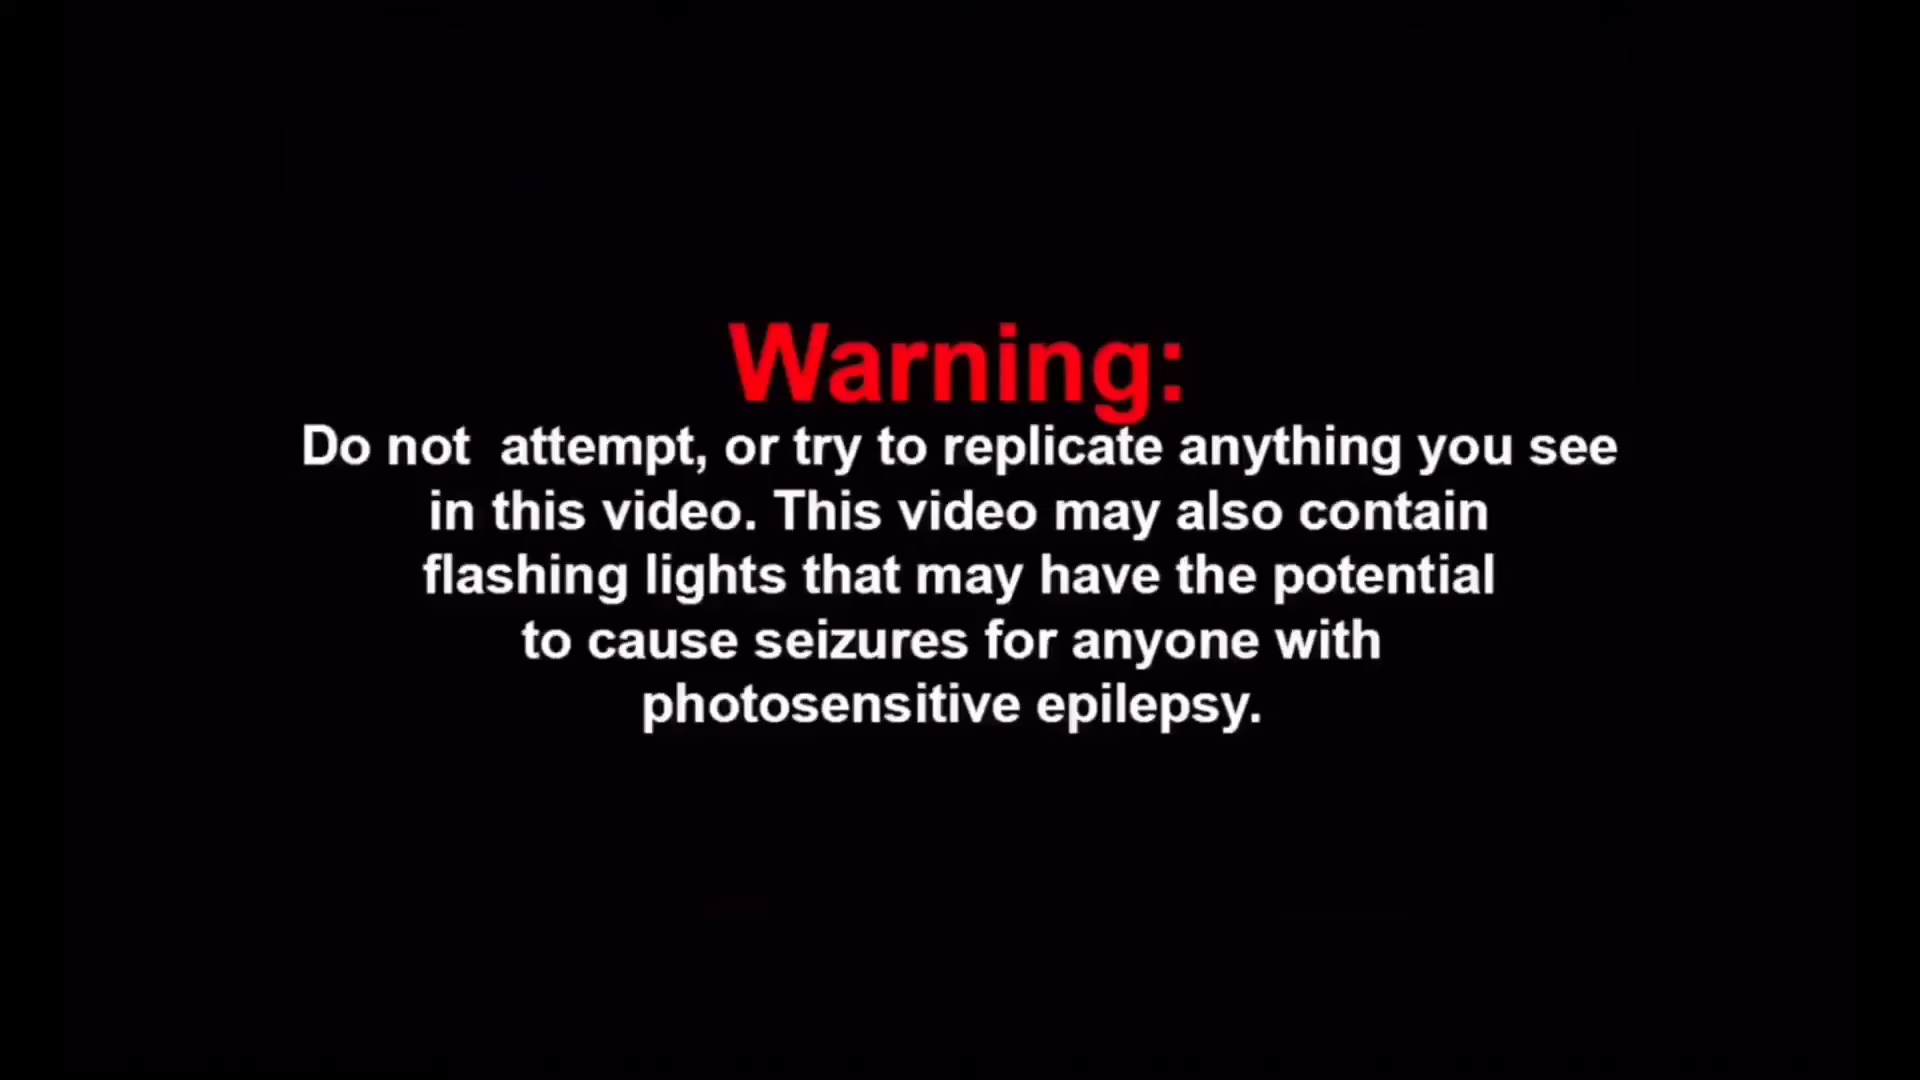 Warning:
Do not  attempt, or try to replicate anything you see
in this video. This video may also contain
flashing lights that may have the potential
to cause seizures for anyone with
photosensitive epilepsy.